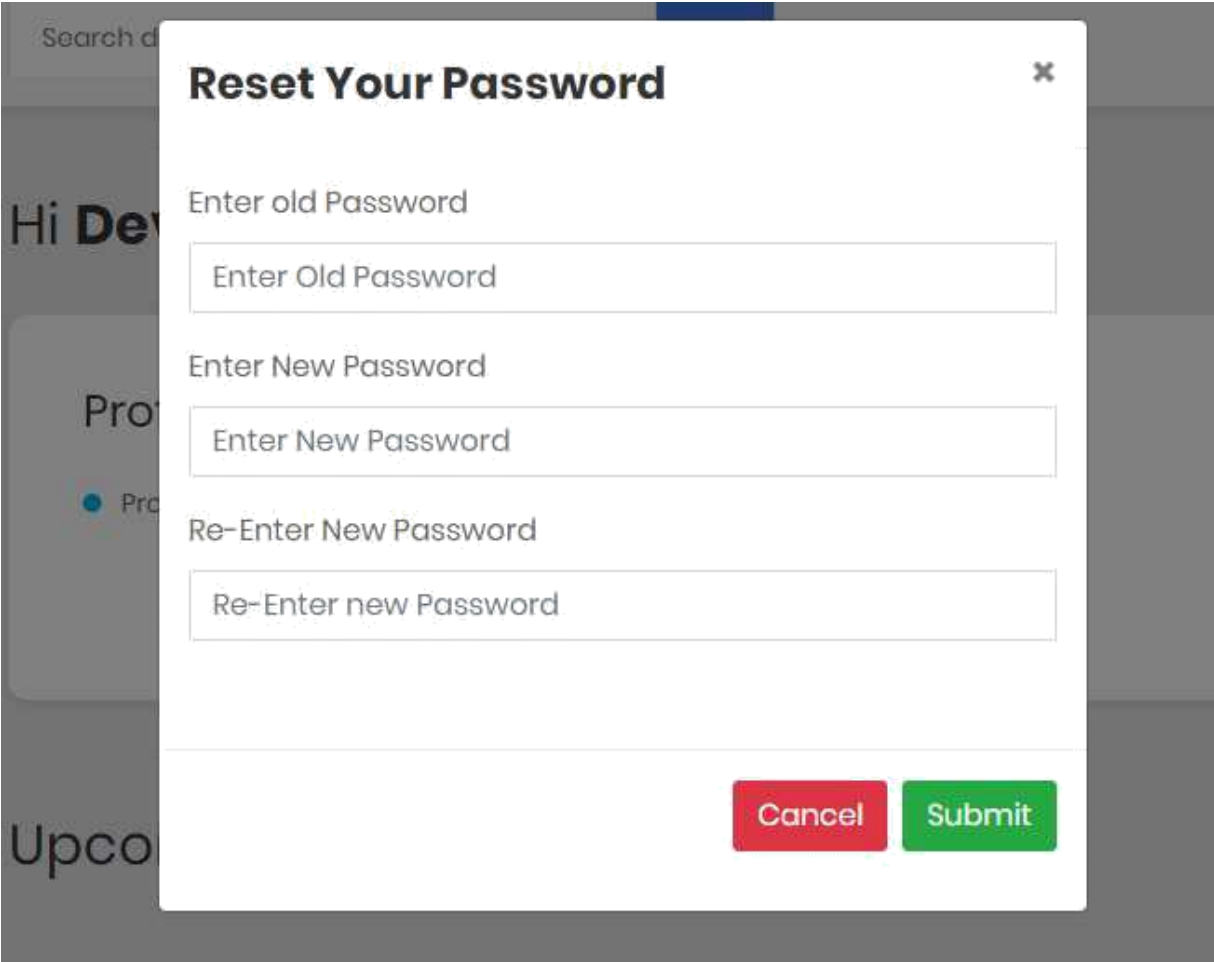 Search d
Reset Your Password
×
Hi Dev
Enter old Password
Enter Old Password
Enter New Password
Pro
Enter New Password
Pro
Re-Enter New Password
Re-Enter new Password
Cancel Submit
Upco